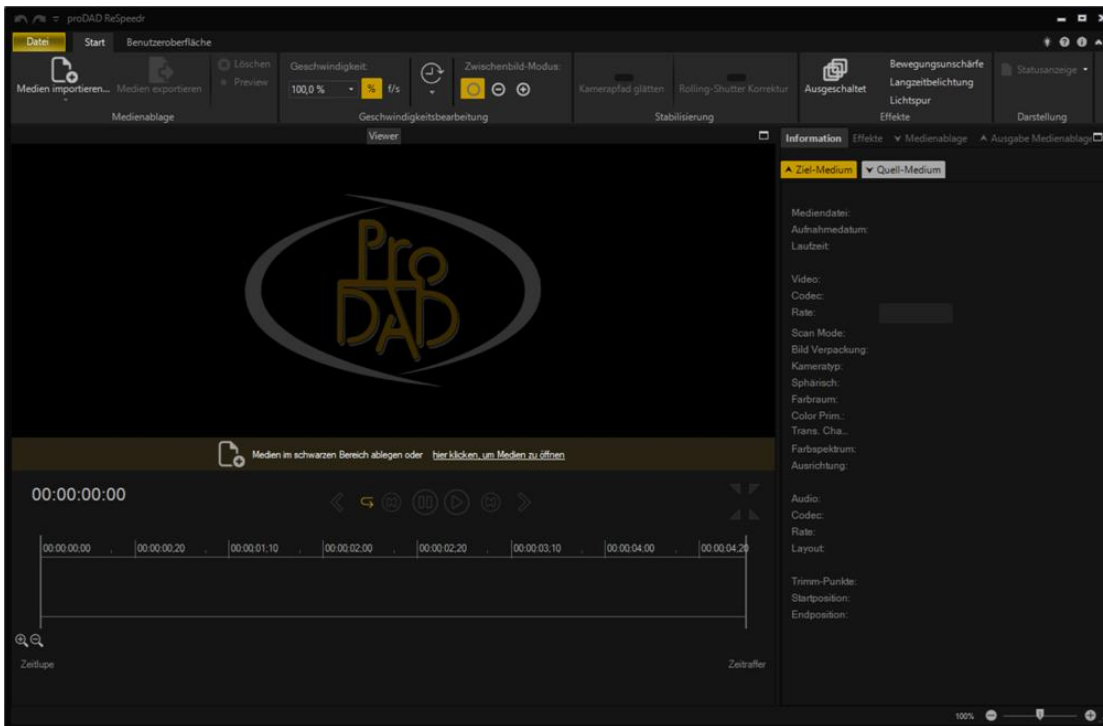 proDAD ReSpeedr
Datei Start Benutzeroberfläche
Medien importieren... Medien exportieren Löschen Preview
Medienablage
Geschwindigkeit:
100,0 % % f/s
Zwischenbild-Modus:
Geschwindigkeitsbearbeitung
Kamerapfad glätten Rolling-Shutter Korrektur
Stabilisierung
Ausgeschaltet
Bewegungsunschärfe
Langzeitbelichtung
Lichtspur
Effekte
Statusanzeige
Darstellung
Viewer
ProDAD
Medien im schwarzen Bereich ablegen oder hier klicken, um Medien zu öffnen
00:00:00:00
00:00:00;00 00:00:00;20 00:00:01;10 00:00:02;00 00:00:02;20 00:00:03;10 00:00:04;00 00:00:04;20
Zeitlupe Zeitraffer
Information Effekte Medienablage Ausgabe Medienablage
Ziel-Medium Quell-Medium
Mediendatei:
Aufnahmedatum:
Laufzeit:
Video:
Codec:
Rate:
Scan Mode:
Bild Verpackung:
Kameratyp:
Sphärisch:
Farbraum:
Color Prim.:
Trans. Cha...
Farbspektrum:
Ausrichtung:
Audio:
Codec:
Rate:
Layout:
Trimm-Punkte:
Startposition:
Endposition:
100%